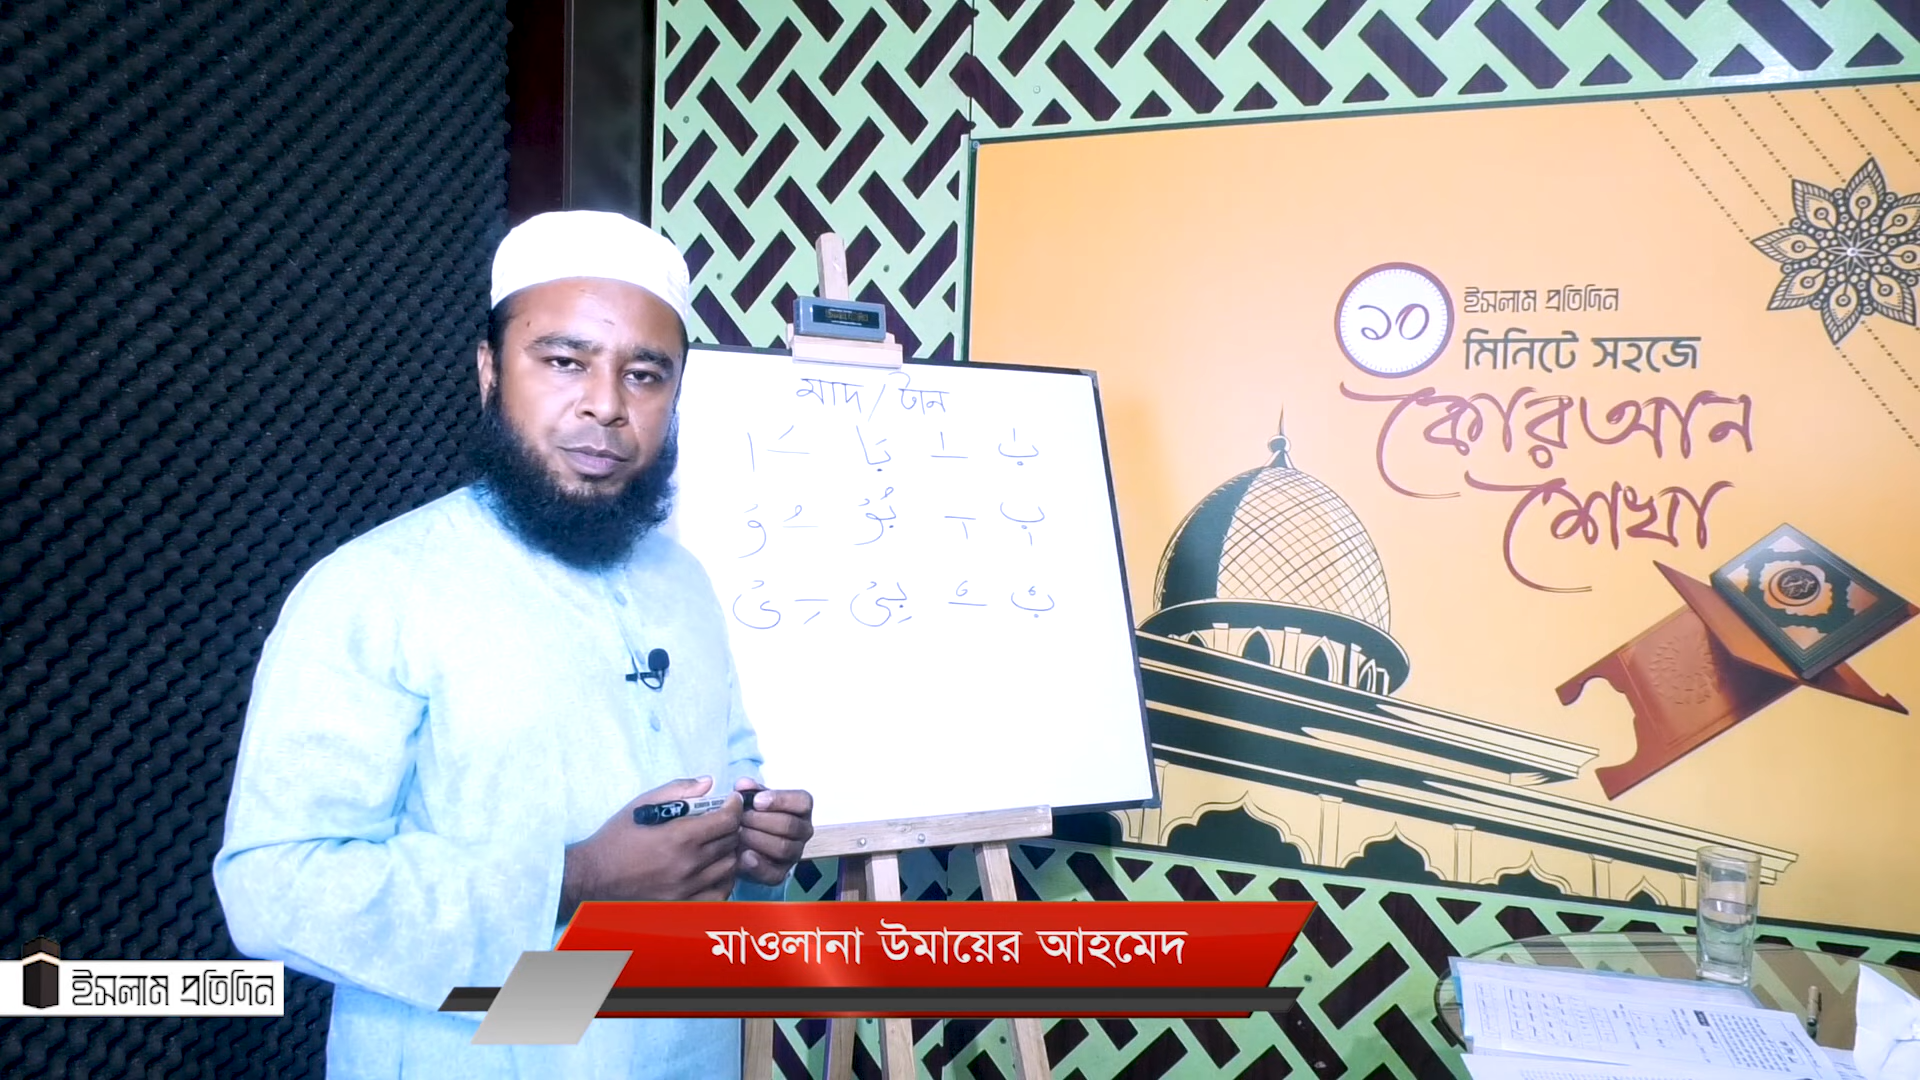 মাদ / টান
بٰ ـٰ بَا ـَ ا
بٖ ـٖ بُوْ ـُ وْ
بٗ ـٗ بِىْ ـِ ىْ
১০ ইসলাম প্রতিদিন
মিনিটে সহজে
কোরআন
শেখা
মাওলানা উমায়ের আহমেদ
ইসলাম প্রতিদিন